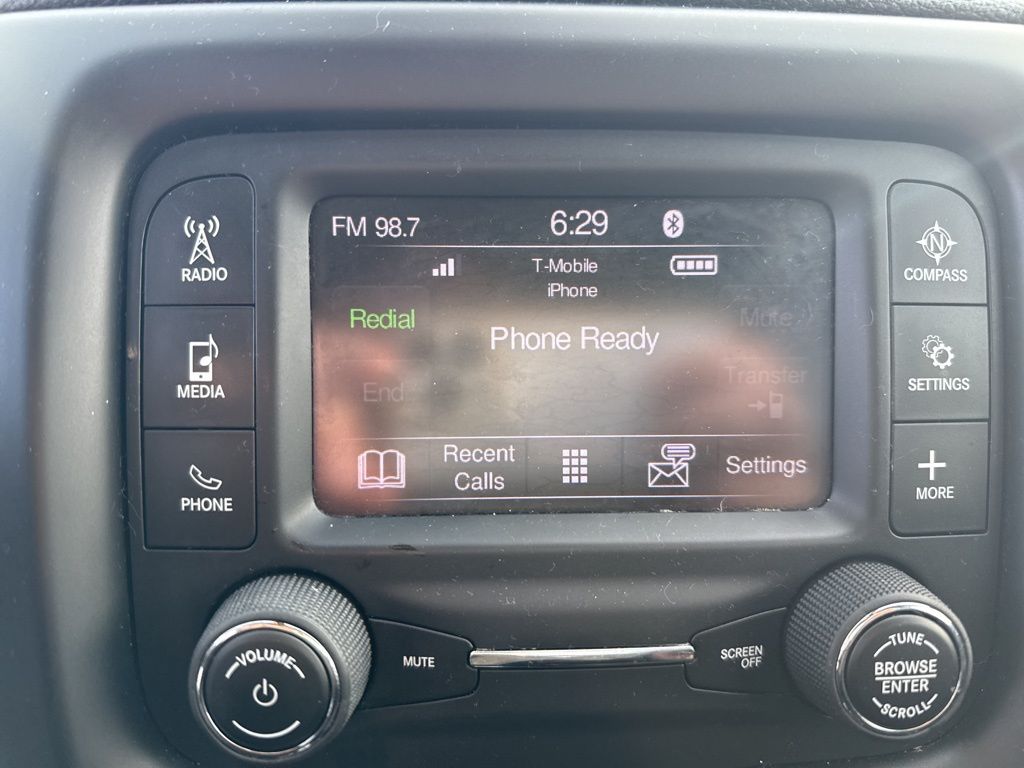 FM 98.7
6:29
T-Mobile
iPhone
Redial
Phone Ready
Mute
End
Transfer
Recent
Calls
Settings
RADIO
MEDIA
PHONE
N
COMPASS
SETTINGS
MORE
VOLUME
MUTE
SCREEN
OFF
TUNE
BROWSE
ENTER
SCROLL